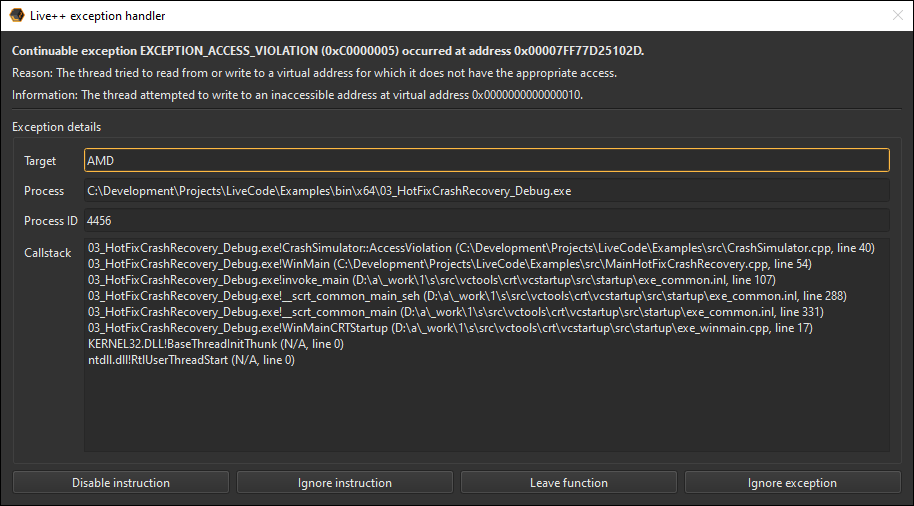 Live++ exception handler
Continuable exception EXCEPTION_ACCESS_VIOLATION (0xC0000005) occurred at address 0x00007FF77D25102D.
Reason: The thread tried to read from or write to a virtual address for which it does not have the appropriate access.
Information: The thread attempted to write to an inaccessible address at virtual address 0x0000000000000010.
Exception details
Target AMD
Process C:\Development\Projects\LiveCode\Examples\bin\x64\03_HotFixCrashRecovery_Debug.exe
Process ID 4456
Callstack 03_HotFixCrashRecovery_Debug.exe!CrashSimulator::AccessViolation (C:\Development\Projects\LiveCode\Examples\src\CrashSimulator.cpp, line 40)
03_HotFixCrashRecovery_Debug.exe!WinMain (C:\Development\Projects\LiveCode\Examples\src\MainHotFixCrashRecovery.cpp, line 54)
03_HotFixCrashRecovery_Debug.exe!invoke_main (D:\a\_work\1\s\src\vctools\crt\vcstartup\src\startup\exe_common.inl, line 107)
03_HotFixCrashRecovery_Debug.exe!__scrt_common_main_seh (D:\a\_work\1\s\src\vctools\crt\vcstartup\src\startup\exe_common.inl, line 288)
03_HotFixCrashRecovery_Debug.exe!__scrt_common_main (D:\a\_work\1\s\src\vctools\crt\vcstartup\src\startup\exe_common.inl, line 331)
03_HotFixCrashRecovery_Debug.exe!WinMainCRTStartup (D:\a\_work\1\s\src\vctools\crt\vcstartup\src\startup\exe_winmain.cpp, line 17)
KERNEL32.DLL!BaseThreadInitThunk (N/A, line 0)
ntdll.dll!RtlUserThreadStart (N/A, line 0)
Disable instruction Ignore instruction Leave function Ignore exception